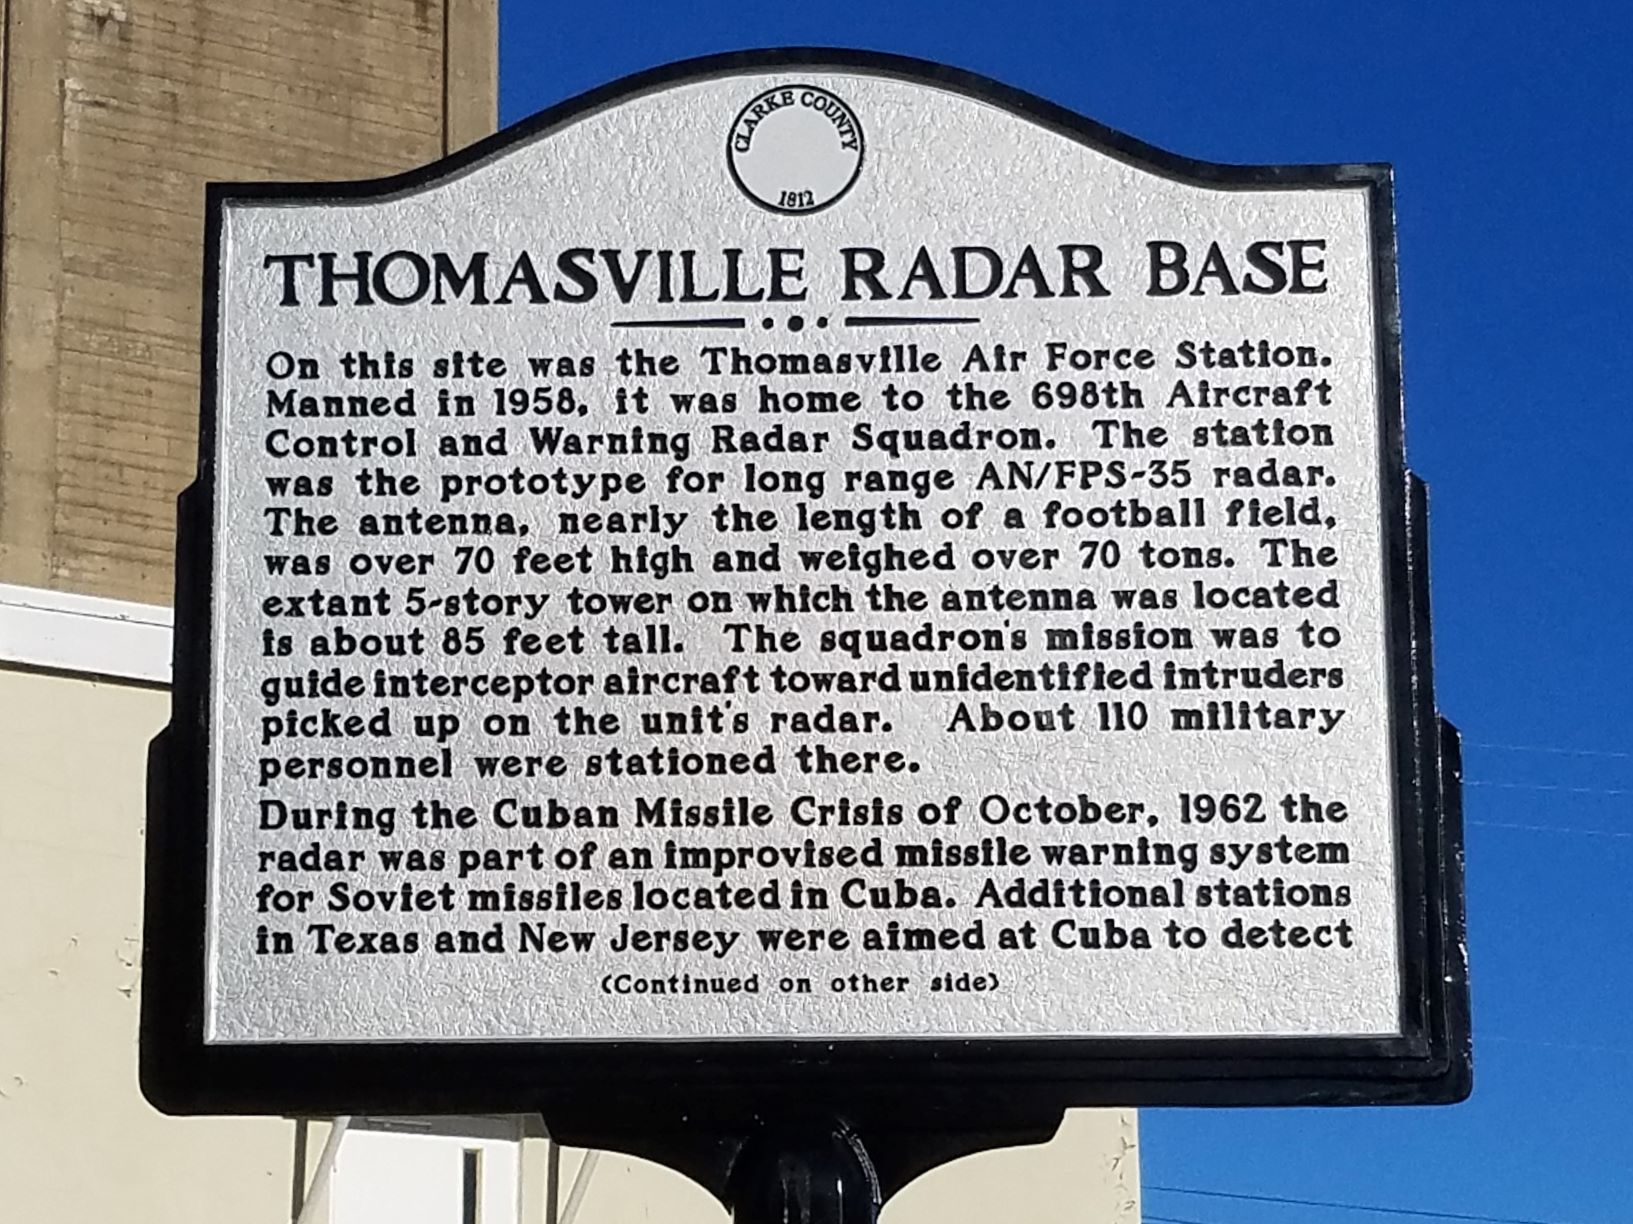 CLARKE COUNTY
1812
THOMASVILLE RADAR BASE
On this site was the Thomasville Air Force Station.
Manned in 1958, it was home to the 698th Aircraft
Control and Warning Radar Squadron. The station
was the prototype for long range AN/FPS-35 radar.
The antenna, nearly the length of a football field,
was over 70 feet high and weighed over 70 tons. The
extant 5-story tower on which the antenna was located
is about 85 feet tall. The squadron's mission was to
guide interceptor aircraft toward unidentified intruders
picked up on the unit's radar. About 110 military
personnel were stationed there.
During the Cuban Missile Crisis of October, 1962 the
radar was part of an improvised missile warning system
for Soviet missiles located in Cuba. Additional stations
in Texas and New Jersey were aimed at Cuba to detect
(Continued on other side)